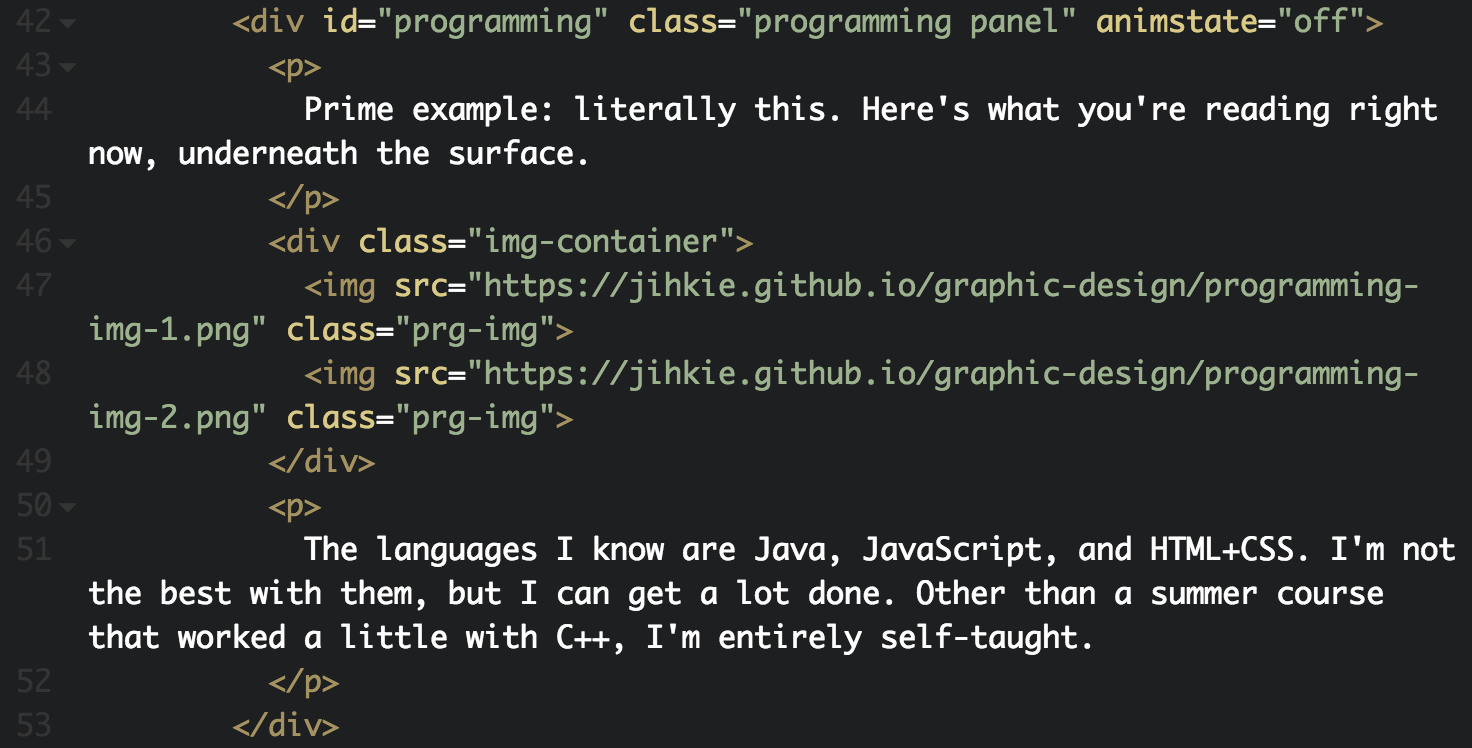 42 <div id="programming" class="programming panel" animstate="off">
43 <p>
44 Prime example: literally this. Here's what you're reading right
now, underneath the surface.
45 </p>
46 <div class="img-container">
47 <img src="https://jihkie.github.io/graphic-design/programming-
img-1.png" class="prg-img">
48 <img src="https://jihkie.github.io/graphic-design/programming-
img-2.png" class="prg-img">
49 </div>
50 <p>
51 The languages I know are Java, JavaScript, and HTML+CSS. I'm not
the best with them, but I can get a lot done. Other than a summer course
that worked a little with C++, I'm entirely self-taught.
52 </p>
53 </div>